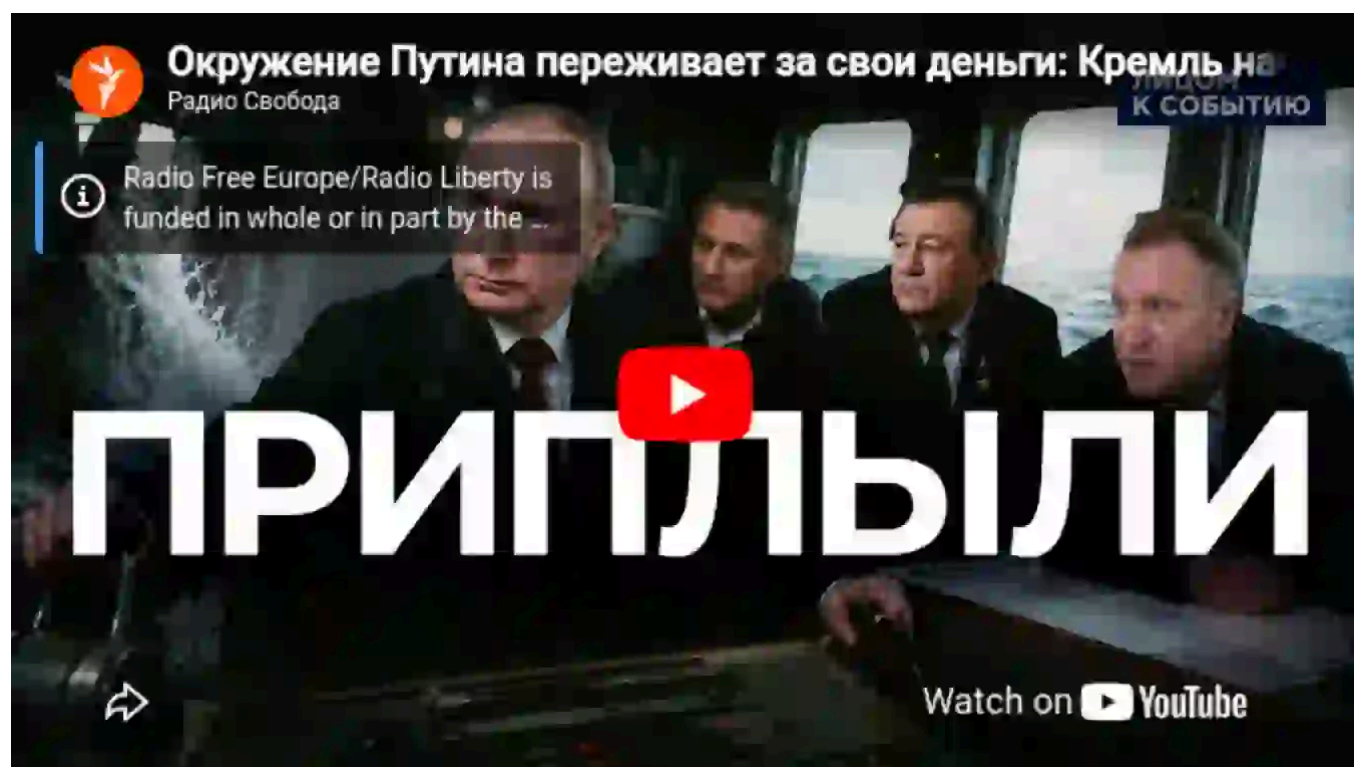 Окружение Путина переживает за свои деньги: Кремль на
Радио Свобода
ЛИЦОМ
К СОБЫТИЮ
Radio Free Europe/Radio Liberty is
funded in whole or in part by the ...
ПРИПЛЫЛИ
Watch on YouTube